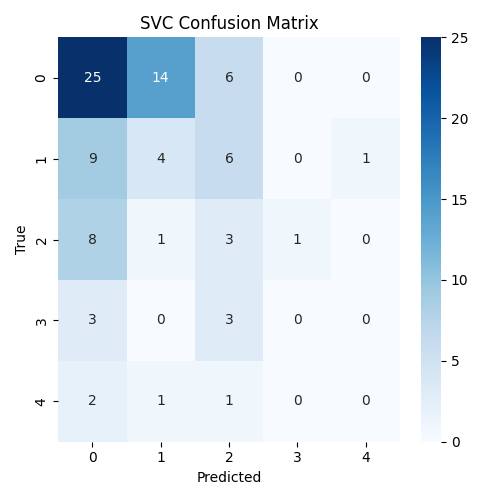 SVC Confusion Matrix
25
0 25 14 6 0 0
20
1 9 4 6 0 1
15
True
2 8 1 3 1 0
10
3 3 0 3 0 0
5
4 2 1 1 0 0
0
0 1 2 3 4
Predicted